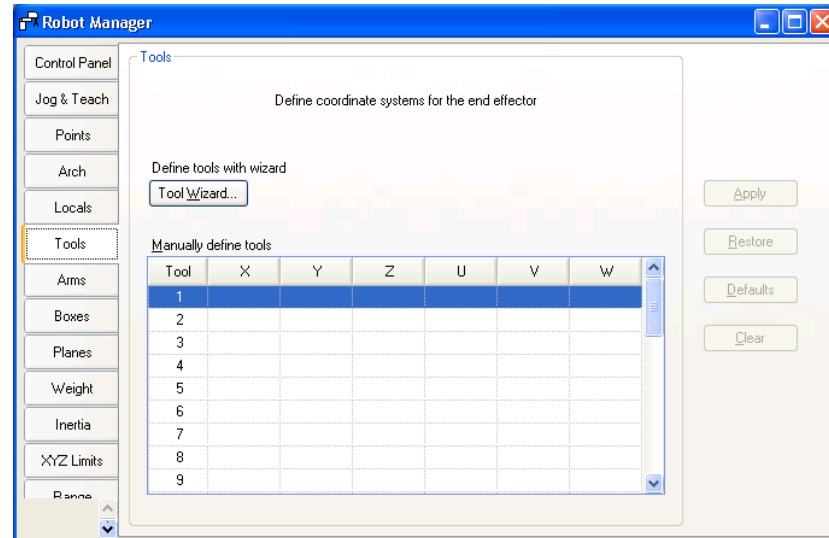 Robot Manager
Control Panel
Jog & Teach
Points
Arch
Locals
Tools
Arms
Boxes
Planes
Weight
Inertia
XYZ Limits
Range
Tools
Define coordinate systems for the end effector
Define tools with wizard
Tool Wizard...
Manually define tools
Tool X Y Z U V W
1
2
3
4
5
6
7
8
9
Apply
Restore
Defaults
Clear